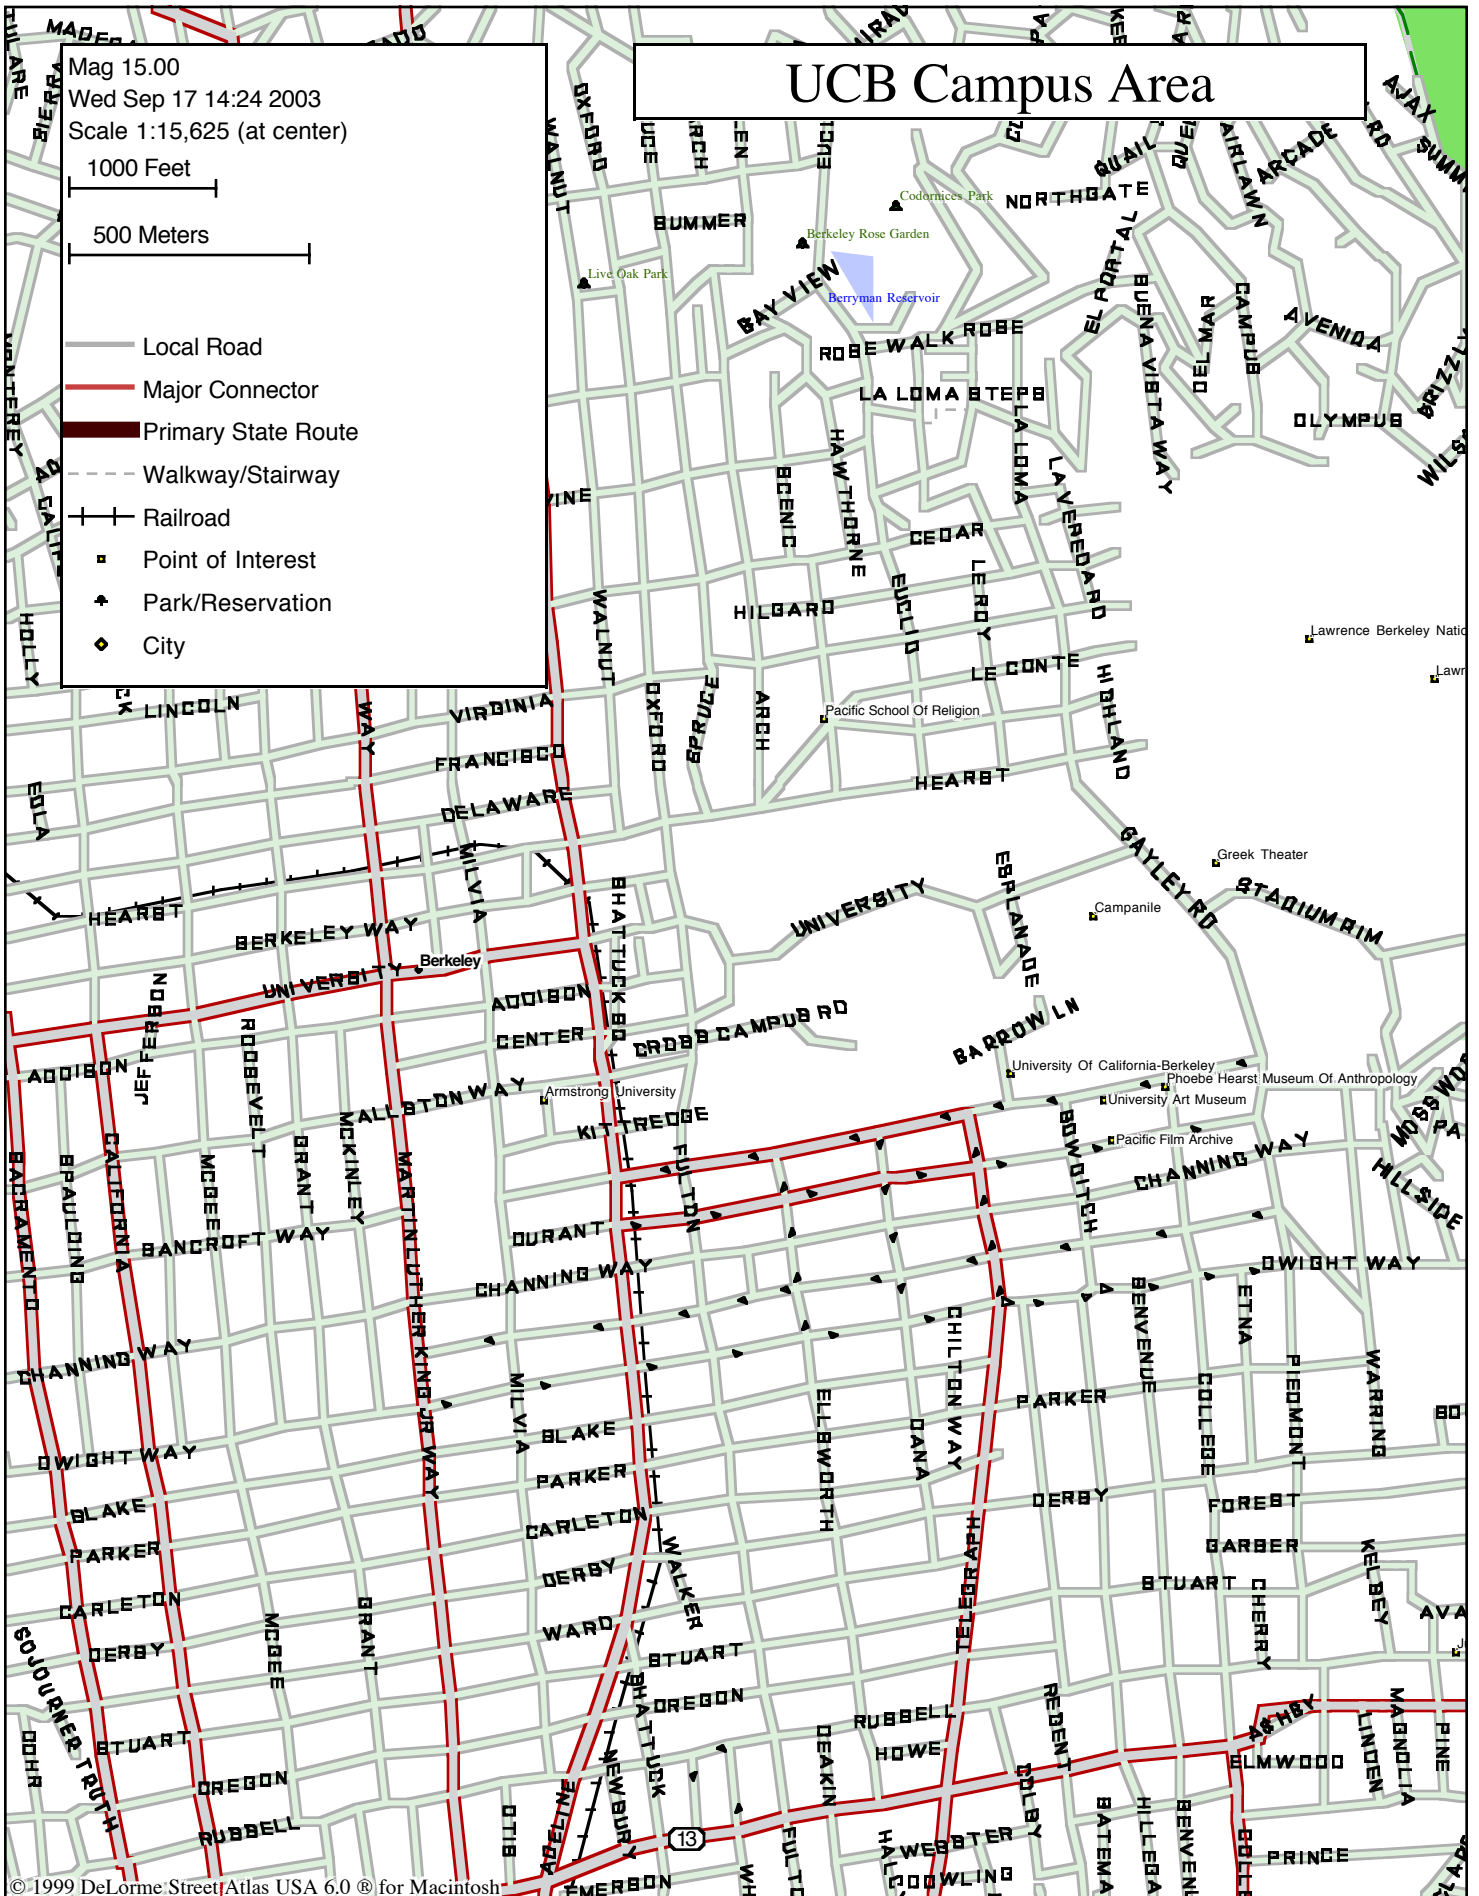 UCB Campus Area
Mag 15.00
Wed Sep 17 14:24 2003
Scale 1:15,625 (at center)
1000 Feet
500 Meters
Local Road
Major Connector
Primary State Route
Walkway/Stairway
Railroad
Point of Interest
Park/Reservation
City
OXFORD
WALNUT
QUAIL
ARCADE
AJAX
FAIRLAWN
NORTHGATE
Codornices Park
SUMMER
Berkeley Rose Garden
Live Oak Park
BAY VIEW
Berryman Reservoir
EL PORTAL
BUENA VISTA WAY
DEL MAR
CAMPUS
AVENIDA
ROSE WALK
ROSE
LA LOMA STEPS
OLYMPUS
HAWTHORNE
LA LOMA
LA VEREDA RD
SCENIC
CEDAR
EUCLID
LE ROY
HOLLY
WALNUT
HILGARD
LE CONTE
HIGHLAND
Lawrence Berkeley Natio
Lawr
LINCOLN
WAY
VIRGINIA
OXFORD
SPRUCE
ARCH
Pacific School Of Religion
FRANCISCO
HEARST
EOLA
DELAWARE
MILVIA
GAYLEY RD
Greek Theater
STADIUM RIM
HEARST
BERKELEY WAY
SHATTUCK SQ
UNIVERSITY
ESPLANADE
Campanile
UNIVERSITY
Berkeley
JEFFERSON
ADDISON
CENTER
CROSS CAMPUS RD
BARROW LN
ROOSEVELT
ADDISON
University Of California-Berkeley
Phoebe Hearst Museum Of Anthropology
University Art Museum
Pacific Film Archive
ALLSTON WAY
Armstrong University
KITTREDGE
FULTON
BOWDITCH
CHANNING WAY
HILLSIDE
SACRAMENTO
SPAULDING
CALIFORNIA
MCGEE
GRANT
MCKINLEY
MARTIN LUTHER KING JR WAY
BANCROFT WAY
DURANT
CHANNING WAY
DWIGHT WAY
CHANNING WAY
MILVIA
CHILTON WAY
BENVENUE
ETNA
COLLEGE
PIEDMONT
WARRING
PARKER
DWIGHT WAY
BLAKE
ELLSWORTH
DANA
PARKER
BLAKE
CARLETON
DERBY
FOREST
PARKER
DERBY
WALKER
TELEGRAPH
GARBER
STUART
KELSEY
CHERRY
CARLETON
GRANT
MCGEE
WARD
DERBY
STUART
SOJOURNER TRUTH
OREGON
SHATTUCK
RUSSELL
HOWE
REGENT
ASHBY
ELMWOOD
LINDEN
MAGNOLIA
PINE
DOHR
STUART
OREGON
NEWBURY
DEAKIN
COLBY
RUSSELL
OTIS
ADELINE
13
WEBSTER
DOWLING
PRINCE
© 1999 DeLorme Street Atlas USA 6.0 ® for Macintosh